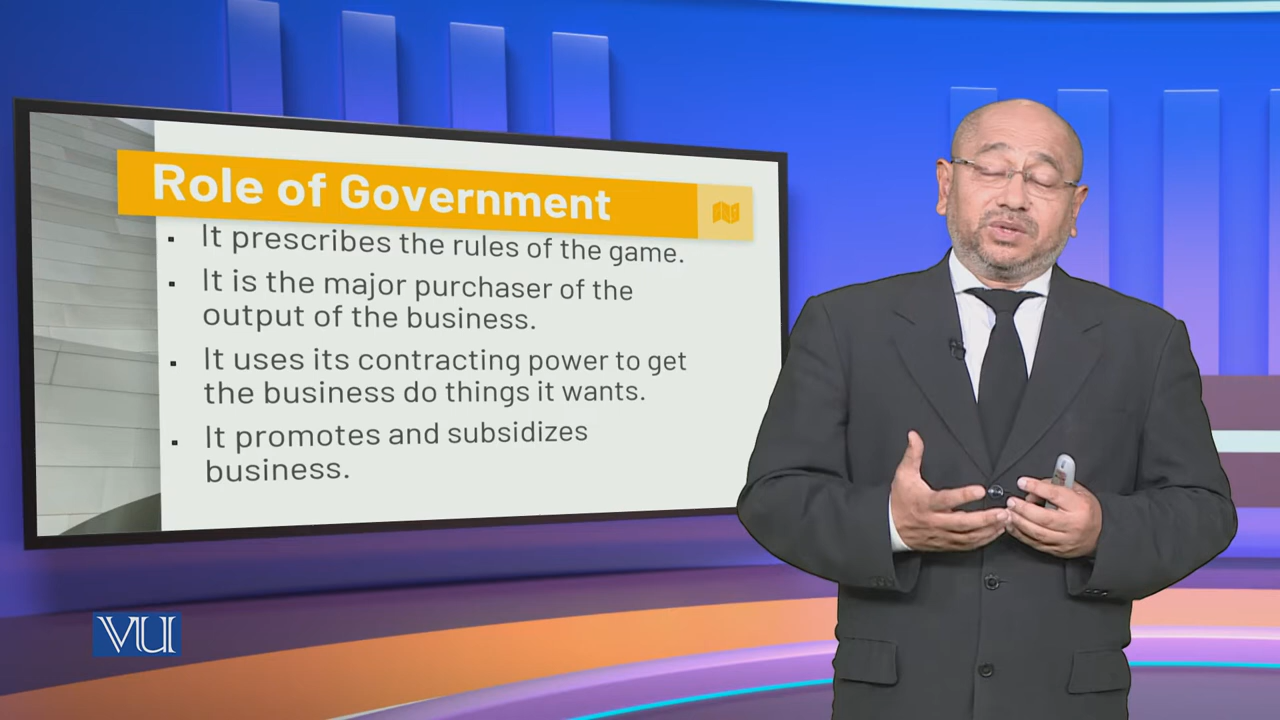 Role of Government
▪ It prescribes the rules of the game.
▪ It is the major purchaser of the
output of the business.
▪ It uses its contracting power to get
the business do things it wants.
▪ It promotes and subsidizes
business.
VU